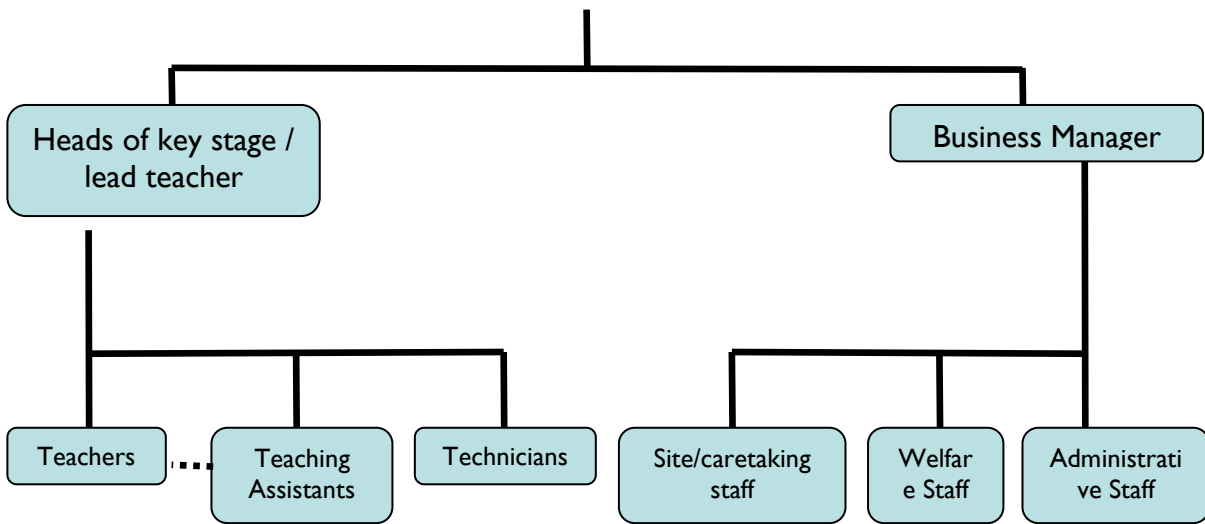 Heads of key stage /
lead teacher
Business Manager
Teachers
Teaching
Assistants
Technicians
Site/caretaking
staff
Welfar
e Staff
Administrati
ve Staff